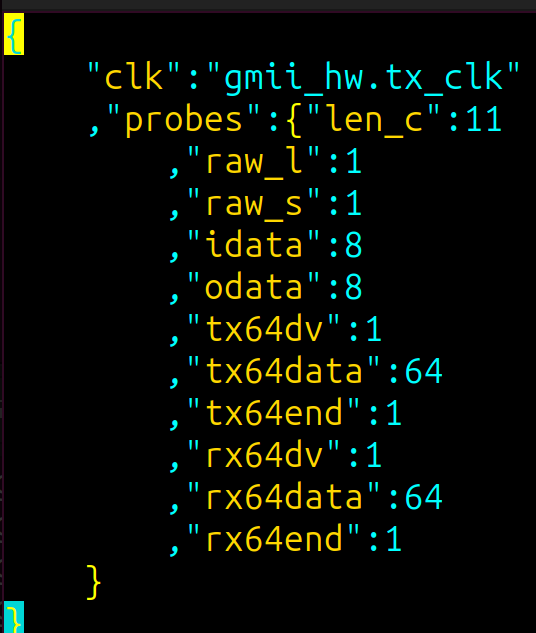 {
"clk":"gmii_hw.tx_clk"
,"probes":{"len_c":11
,"raw_l":1
,"raw_s":1
,"idata":8
,"odata":8
,"tx64dv":1
,"tx64data":64
,"tx64end":1
,"rx64dv":1
,"rx64data":64
,"rx64end":1
}
}